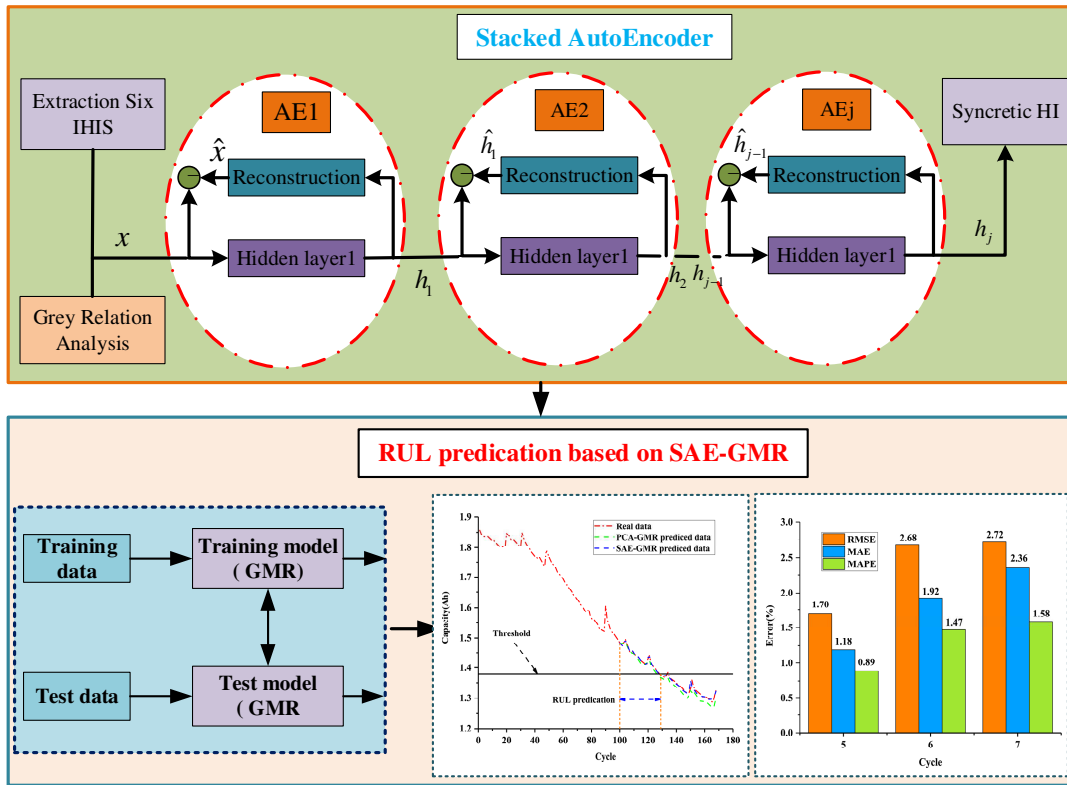 Stacked AutoEncoder
Extraction Six
IHIS
AE1
AE2
AEj
Syncretic HI
x̂
Reconstruction
ĥ₁
Reconstruction
ĥⱼ₋₁
Reconstruction
x
Hidden layer1
h₁
Hidden layer1
h₂
hⱼ₋₁
Hidden layer1
hⱼ
Grey Relation
Analysis
RUL predication based on SAE-GMR
Training
data
Training model
( GMR)
Test data
Test model
( GMR
Capacity(Ah)
1.9
1.8
1.7
1.6
1.5
1.4
1.3
1.2
Real data
PCA-GMR prediced data
SAE-GMR prediced data
Threshold
RUL predication
0 20 40 60 80 100 120 140 160 180
Cycle
Error(%)
3.0
2.5
2.0
1.5
1.0
0.5
0.0
RMSE
MAE
MAPE
1.70
1.18
0.89
2.68
1.92
1.47
2.72
2.36
1.58
5 6 7
Cycle